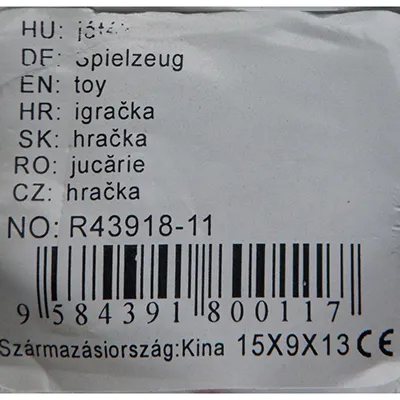 HU: játék
DE: Spielzeug
EN: toy
HR: igračka
SK: hračka
RO: jucărie
CZ: hračka
NO: R43918-11
9 584391 800117
Származásiország:Kina 15X9X13 CE